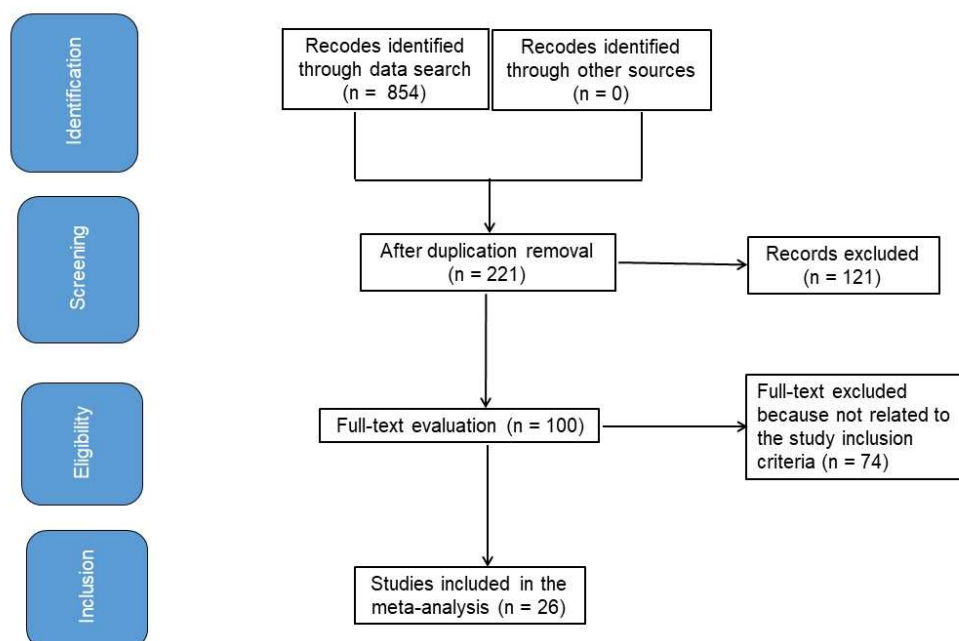 Identification
Recodes identified
through data search
(n = 854)
Recodes identified
through other sources
(n = 0)
Screening
After duplication removal
(n = 221)
Records excluded
(n = 121)
Eligibility
Full-text evaluation (n = 100)
Full-text excluded
because not related to
the study inclusion
criteria (n = 74)
Inclusion
Studies included in the
meta-analysis (n = 26)